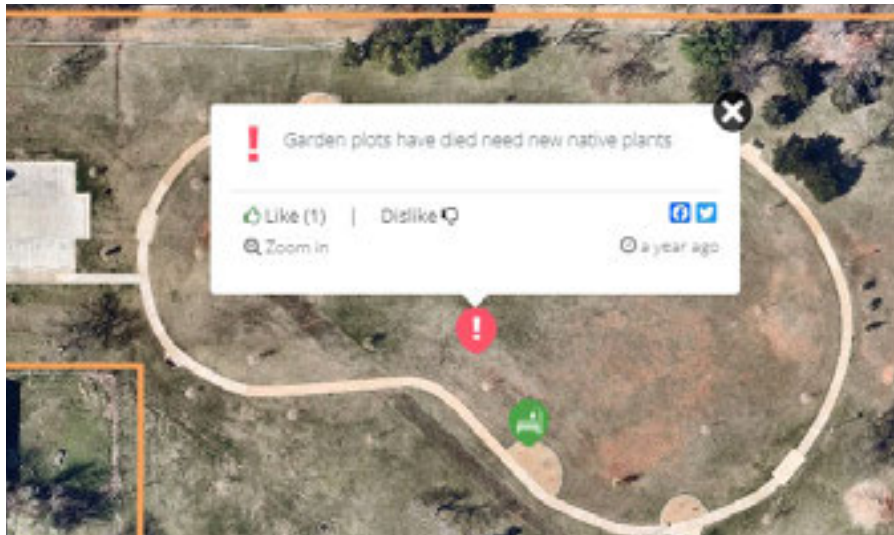 Garden plots have died need new native plants
Like (1) | Dislike
Zoom in
a year ago